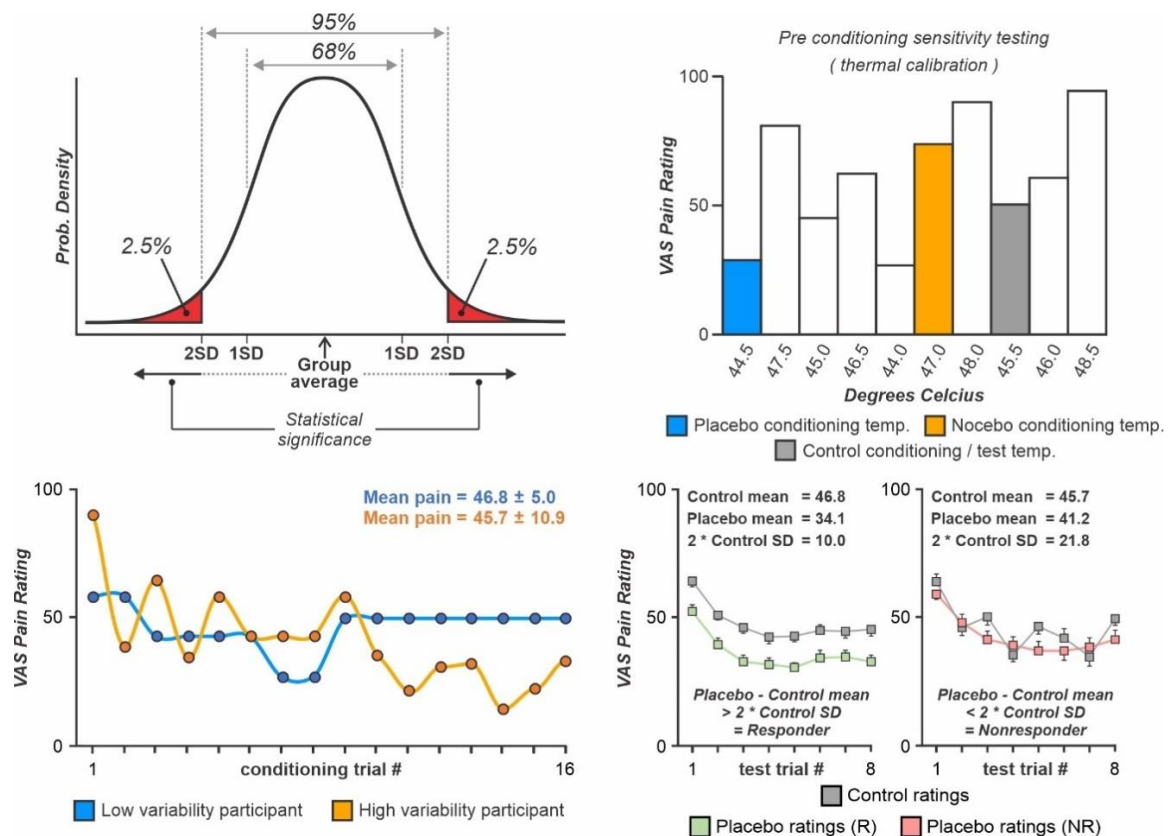 95%
68%
2.5%
2.5%
Prob. Density
2SD
1SD
1SD
2SD
Group
average
Statistical
significance
Pre conditioning sensitivity testing
( thermal calibration )
VAS Pain Rating
100
50
0
44.5
47.5
45.0
46.5
44.0
47.0
48.0
45.5
46.0
48.5
Degrees Celcius
Placebo conditioning temp.
Nocebo conditioning temp.
Control conditioning / test temp.
VAS Pain Rating
100
50
0
Mean pain = 46.8 ± 5.0
Mean pain = 45.7 ± 10.9
1
conditioning trial #
16
Low variability participant
High variability participant
VAS Pain Rating
100
50
0
Control mean = 46.8
Placebo mean = 34.1
2 * Control SD = 10.0
Placebo - Control mean
> 2 * Control SD
= Responder
1
test trial #
8
100
50
0
Control mean = 45.7
Placebo mean = 41.2
2 * Control SD = 21.8
Placebo - Control mean
< 2 * Control SD
= Nonresponder
1
test trial #
8
Control ratings
Placebo ratings (R)
Placebo ratings (NR)